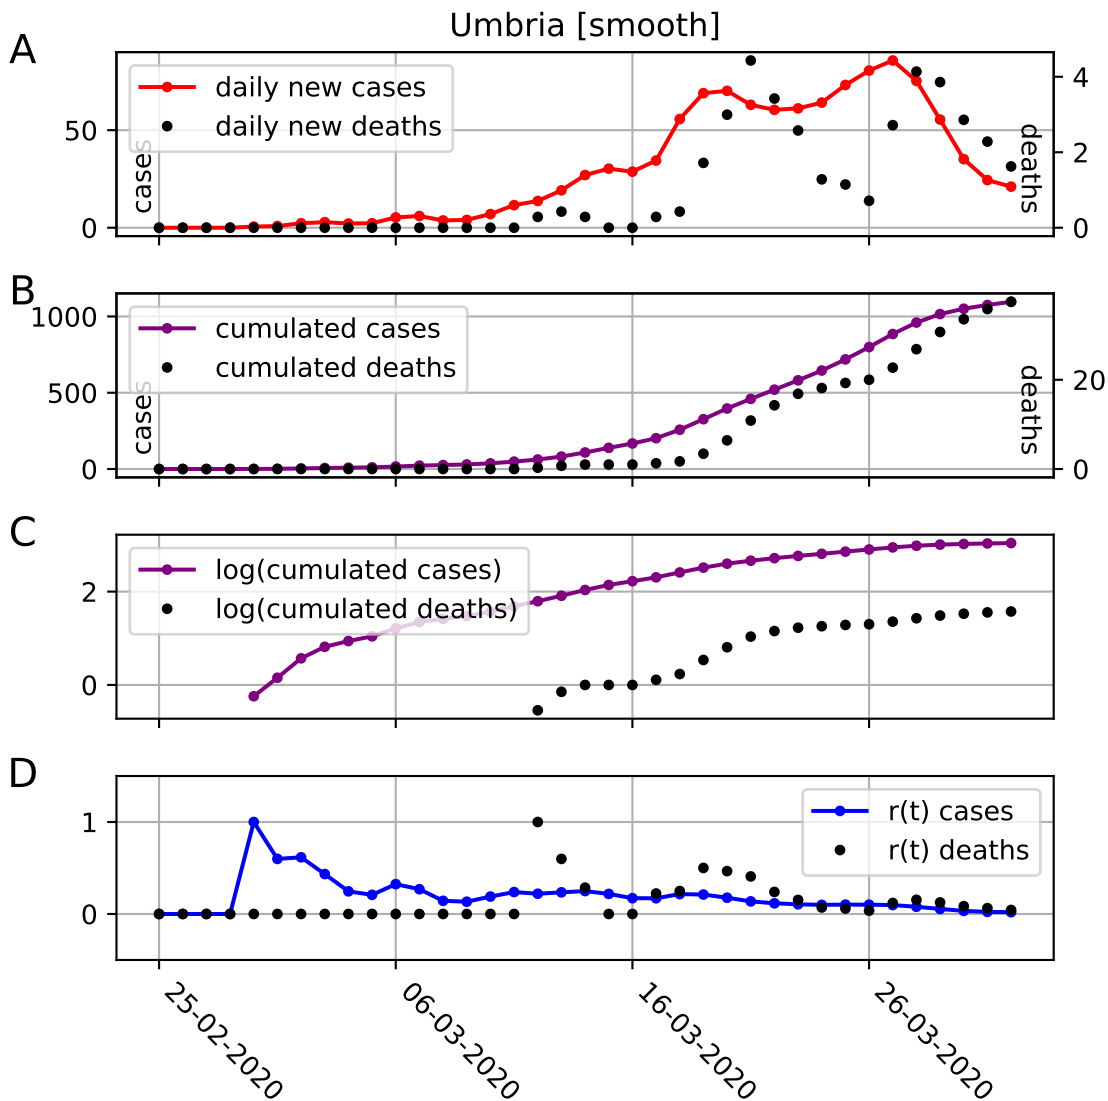 Umbria [smooth]
A
daily new cases
daily new deaths
50
0
cases
4
2
0
deaths
B
cumulated cases
cumulated deaths
1000
500
0
cases
20
0
deaths
C
log(cumulated cases)
log(cumulated deaths)
2
0
D
r(t) cases
r(t) deaths
1
0
25-02-2020
06-03-2020
16-03-2020
26-03-2020